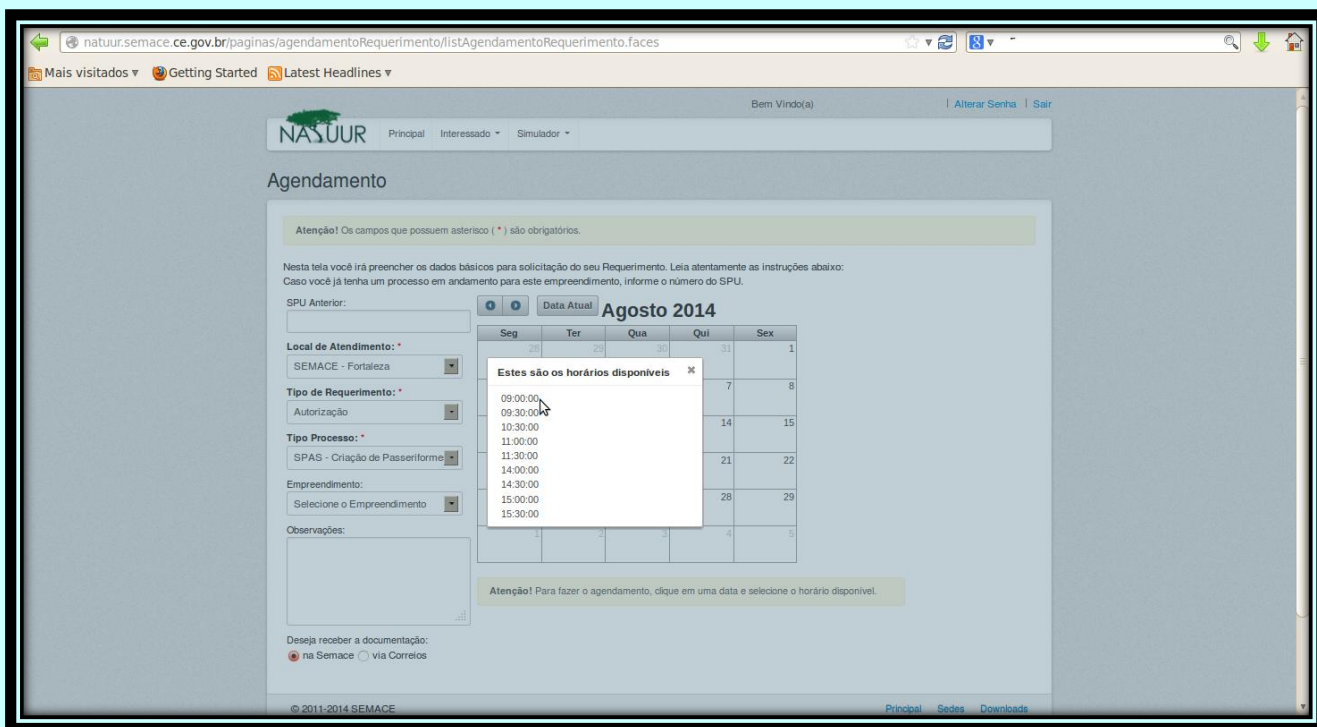 natuur.semace.ce.gov.br/paginas/agendamentoRequerimento/listAgendamentoRequerimento.faces
Mais visitados Getting Started Latest Headlines
Bem Vindo(a) | Alterar Senha | Sair
NATUUR Principal Interessado Simulador
Agendamento
Atenção! Os campos que possuem asterisco ( * ) são obrigatórios.
Nesta tela você irá preencher os dados básicos para solicitação do seu Requerimento. Leia atentamente as instruções abaixo:
Caso você já tenha um processo em andamento para este empreendimento, informe o número do SPU.
SPU Anterior:
Local de Atendimento: *
SEMACE - Fortaleza
Tipo de Requerimento: *
Autorização
Tipo Processo: *
SPAS - Criação de Passeriforme
Empreendimento:
Selecione o Empreendimento
Observações:
Deseja receber a documentação:
na Semace via Correios
Data Atual Agosto 2014
Seg Ter Qua Qui Sex
28 29 30 31 1
7 8
14 15
21 22
28 29
1 2 3 4 5
Estes são os horários disponíveis
09:00:00
09:30:00
10:30:00
11:00:00
11:30:00
14:00:00
14:30:00
15:00:00
15:30:00
Atenção! Para fazer o agendamento, clique em uma data e selecione o horário disponível.
© 2011-2014 SEMACE Principal Sedes Downloads